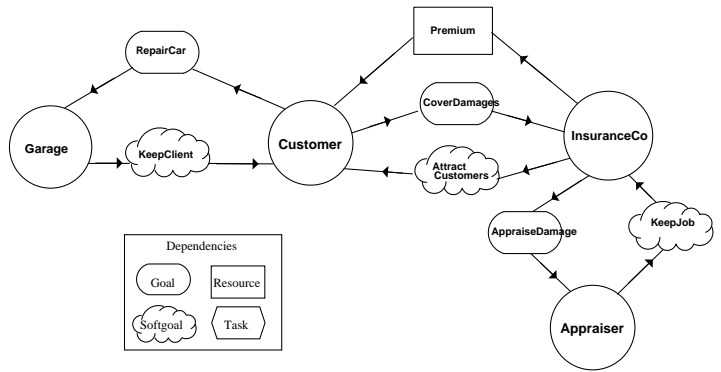 Premium
RepairCar
CoverDamages
Garage
KeepClient
Customer
InsuranceCo
Attract
Customers
AppraiseDamage
KeepJob
Dependencies
Goal
Resource
Softgoal
Task
Appraiser